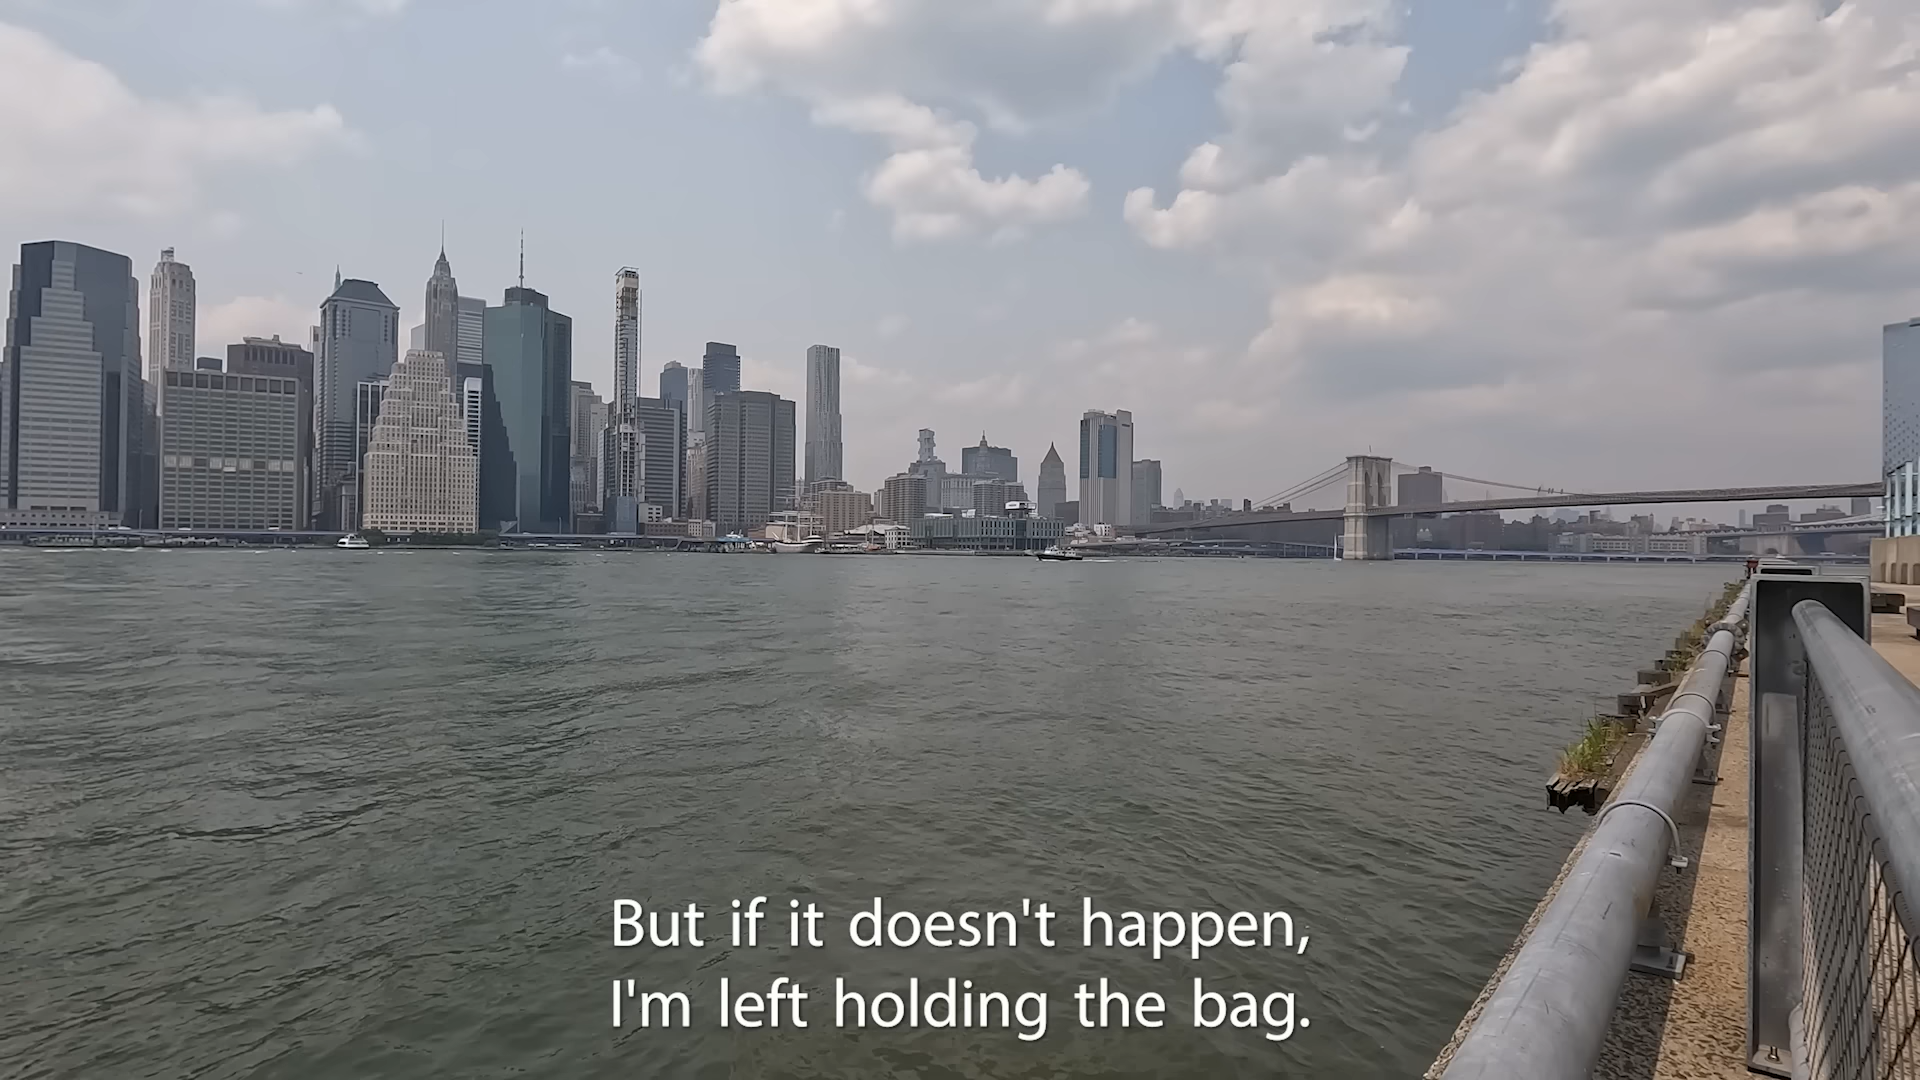 But if it doesn't happen,
I'm left holding the bag.